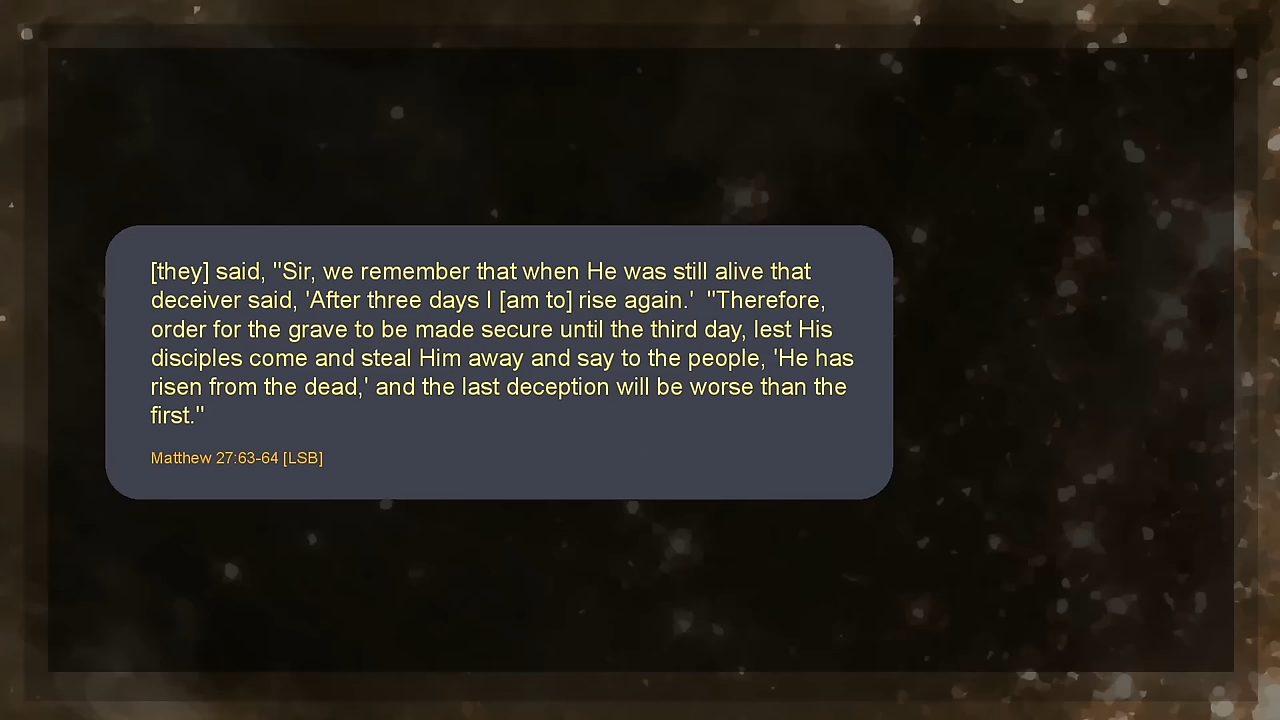 [they] said, "Sir, we remember that when He was still alive that
deceiver said, 'After three days I [am to] rise again.'  "Therefore,
order for the grave to be made secure until the third day, lest His
disciples come and steal Him away and say to the people, 'He has
risen from the dead,' and the last deception will be worse than the
first."
Matthew 27:63-64 [LSB]